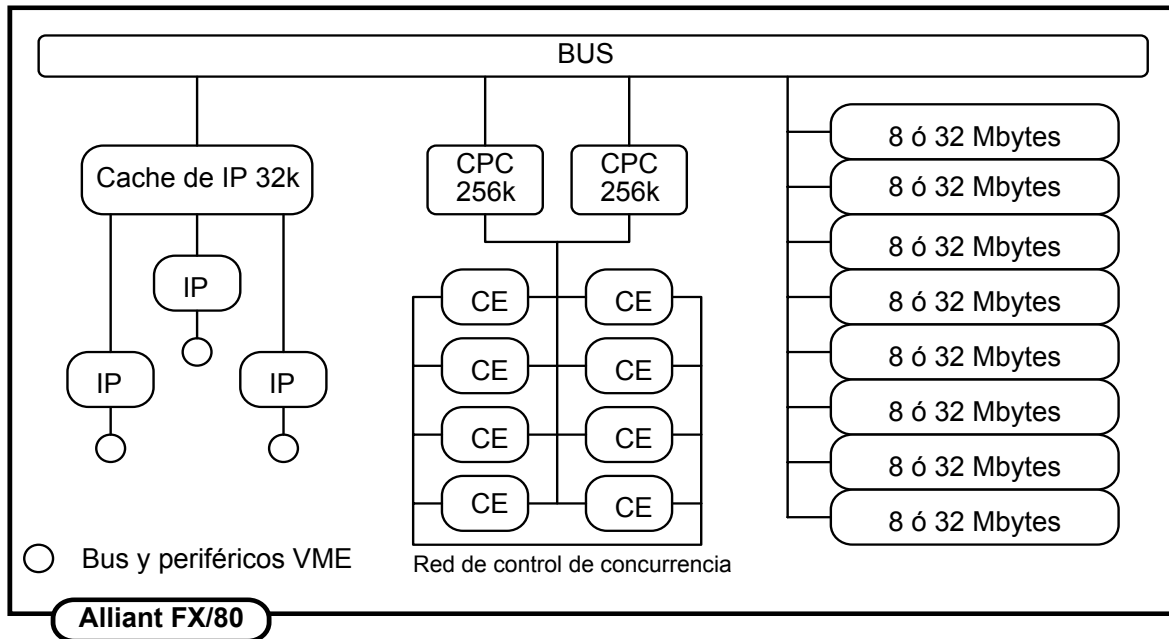 BUS
Cache de IP 32k
IP
IP
IP
Bus y periféricos VME
CPC
256k
CPC
256k
CE
CE
CE
CE
CE
CE
CE
CE
Red de control de concurrencia
8 ó 32 Mbytes
8 ó 32 Mbytes
8 ó 32 Mbytes
8 ó 32 Mbytes
8 ó 32 Mbytes
8 ó 32 Mbytes
8 ó 32 Mbytes
8 ó 32 Mbytes
Alliant FX/80